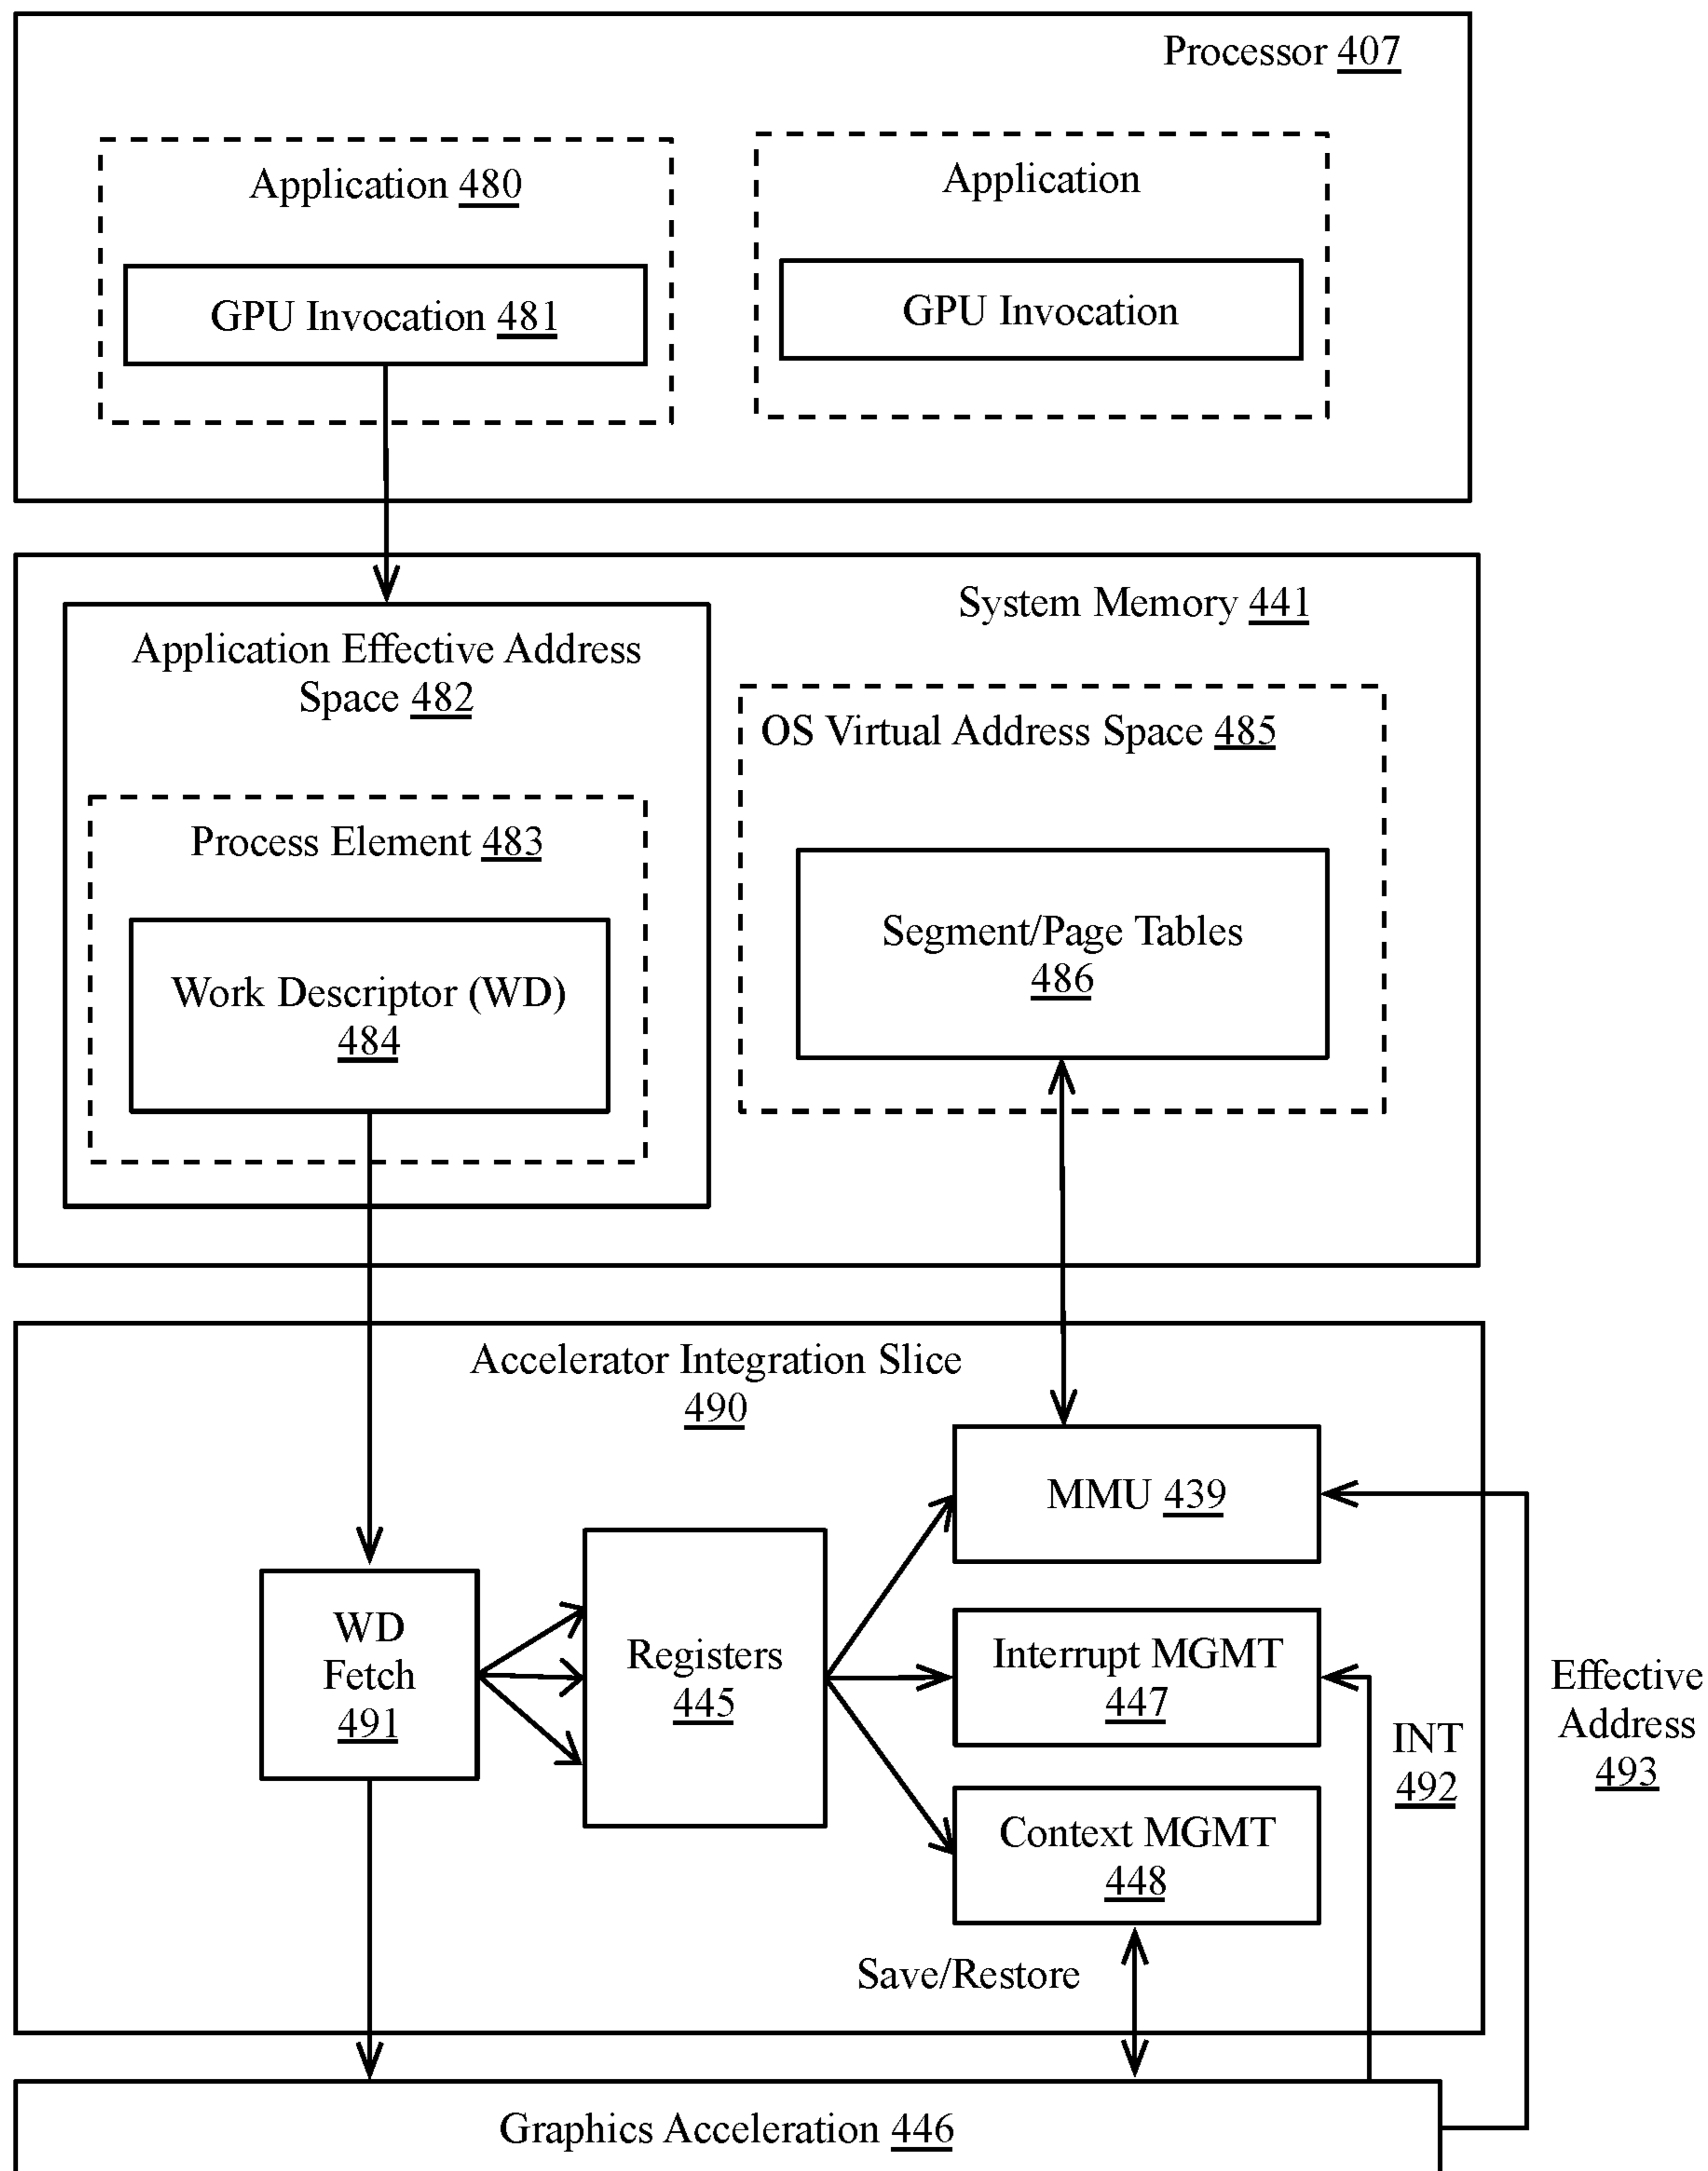 Processor 407
Application 480
Application
GPU Invocation 481
GPU Invocation
System Memory 441
Application Effective Address
Space 482
OS Virtual Address Space 485
Process Element 483
Segment/Page Tables
486
Work Descriptor (WD)
484
Accelerator Integration Slice
490
MMU 439
WD
Fetch
491
Registers
445
Interrupt MGMT
447
Effective
Address
493
INT
492
Context MGMT
448
Save/Restore
Graphics Acceleration 446